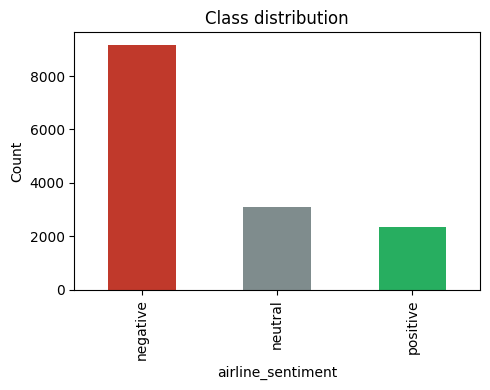 Class distribution
Count
8000
6000
4000
2000
0
negative
neutral
positive
airline_sentiment